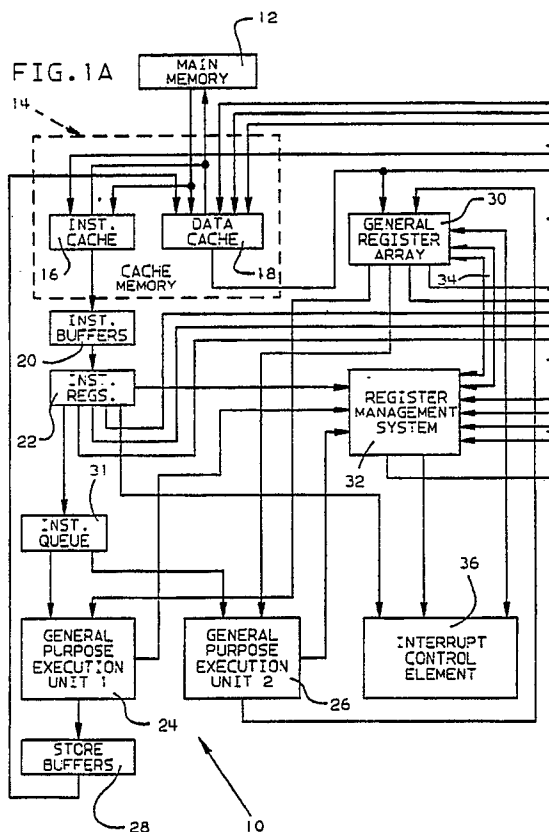 FIG.1A
12
MAIN
MEMORY
14
INST.
CACHE
16
DATA
CACHE
18
CACHE
MEMORY
30
GENERAL
REGISTER
ARRAY
34
INST.
BUFFERS
20
INST.
REGS.
22
REGISTER
MANAGEMENT
SYSTEM
32
31
INST.
QUEUE
36
GENERAL
PURPOSE
EXECUTION
UNIT 1
24
GENERAL
PURPOSE
EXECUTION
UNIT 2
26
INTERRUPT
CONTROL
ELEMENT
STORE
BUFFERS
28
10